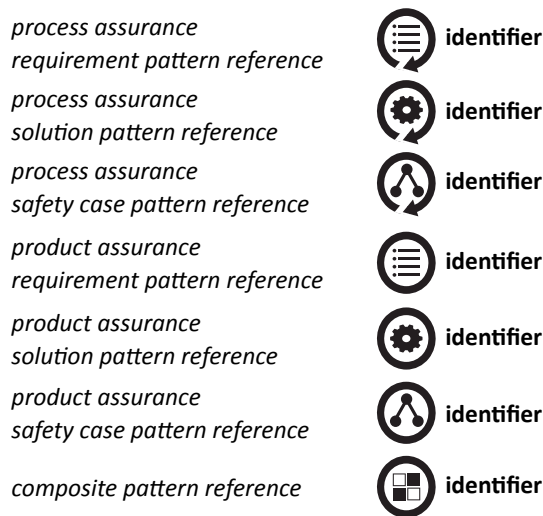 process assurance
requirement pattern reference
identifier
process assurance
solution pattern reference
identifier
process assurance
safety case pattern reference
identifier
product assurance
requirement pattern reference
identifier
product assurance
solution pattern reference
identifier
product assurance
safety case pattern reference
identifier
composite pattern reference
identifier